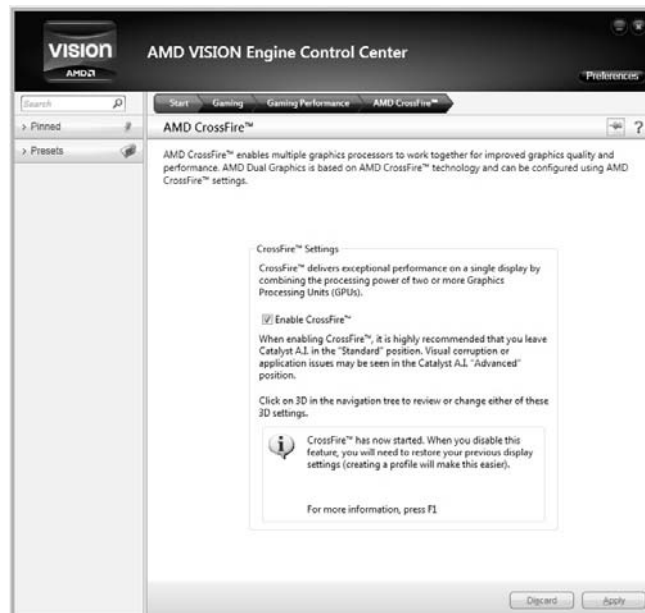 VISION
AMD
AMD VISION Engine Control Center
Preferences
Search
Start Gaming Gaming Performance AMD CrossFire™
> Pinned
AMD CrossFire™
?
> Presets
AMD CrossFire™ enables multiple graphics processors to work together for improved graphics quality and
performance. AMD Dual Graphics is based on AMD CrossFire™ technology and can be configured using AMD
CrossFire™ settings.
CrossFire™ Settings
CrossFire™ delivers exceptional performance on a single display by
combining the processing power of two or more Graphics
Processing Units (GPUs).
Enable CrossFire™
When enabling CrossFire™, it is highly recommended that you leave
Catalyst A.I. in the "Standard" position. Visual corruption or
application issues may be seen in the Catalyst A.I. "Advanced"
position.
Click on 3D in the navigation tree to review or change either of these
3D settings.
CrossFire™ has now started. When you disable this
feature, you will need to restore your previous display
settings (creating a profile will make this easier).
For more information, press F1
Discard
Apply